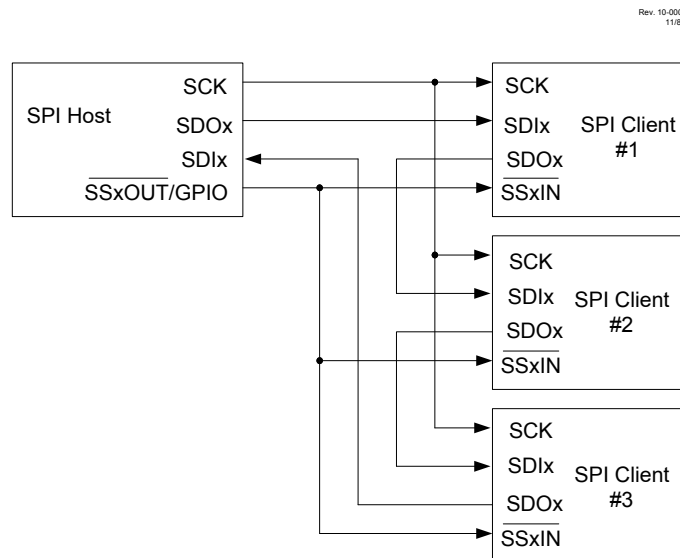 Rev. 10-000
11/8
SPI Host
SCK
SDOx
SDIx
SSxOUT/GPIO
SCK
SDIx
SDOx
SSxIN
SPI Client
#1
SCK
SDIx
SDOx
SSxIN
SPI Client
#2
SCK
SDIx
SDOx
SSxIN
SPI Client
#3